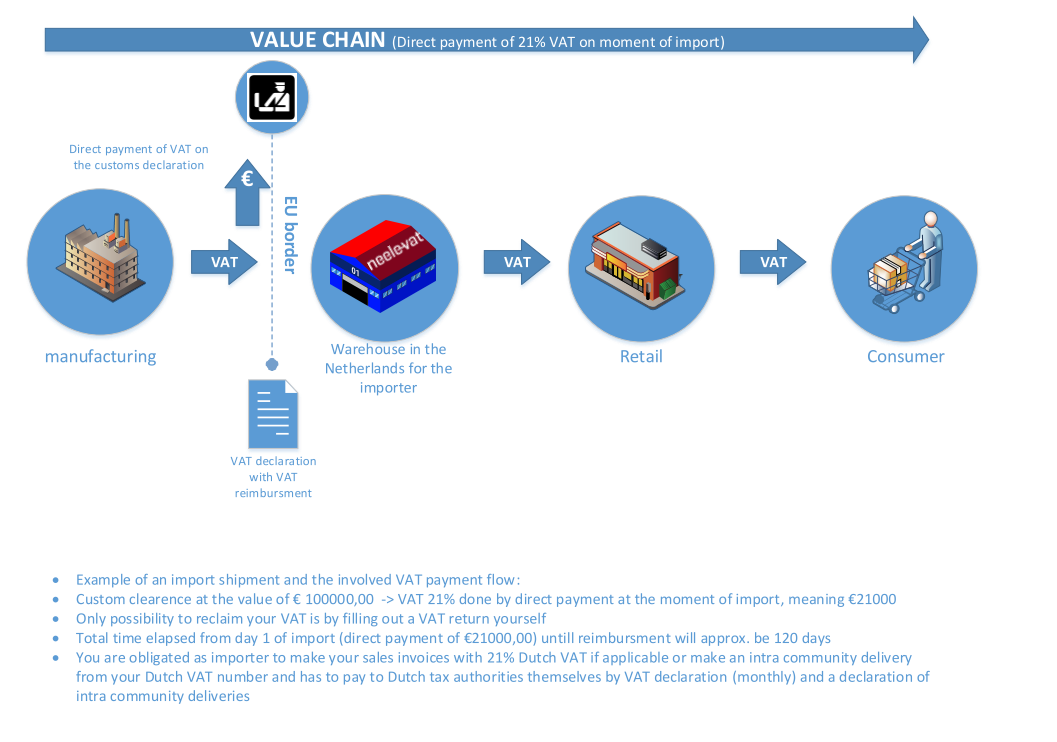 VALUE CHAIN (Direct payment of 21% VAT on moment of import)
Direct payment of VAT on
the customs declaration
€
EU border
VAT
neelevat
01
VAT
VAT
manufacturing
Warehouse in the
Netherlands for the
importer
Retail
Consumer
VAT declaration
with VAT
reimbursment
• Example of an import shipment and the involved VAT payment flow:
• Custom clearence at the value of € 100000,00 -> VAT 21% done by direct payment at the moment of import, meaning €21000
• Only possibility to reclaim your VAT is by filling out a VAT return yourself
• Total time elapsed from day 1 of import (direct payment of €21000,00) untill reimbursment will approx. be 120 days
• You are obligated as importer to make your sales invoices with 21% Dutch VAT if applicable or make an intra community delivery
from your Dutch VAT number and has to pay to Dutch tax authorities themselves by VAT declaration (monthly) and a declaration of
intra community deliveries